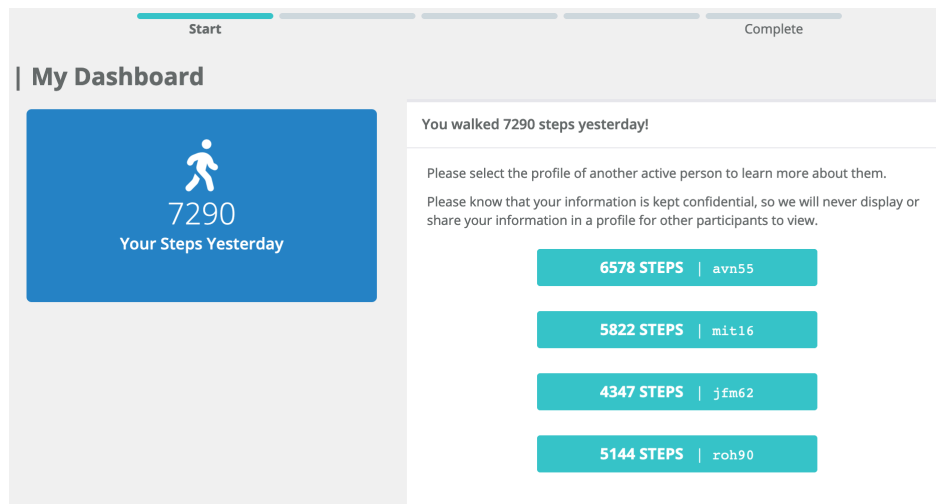 Start
Complete
| My Dashboard
7290
Your Steps Yesterday
You walked 7290 steps yesterday!
Please select the profile of another active person to learn more about them.
Please know that your information is kept confidential, so we will never display or
share your information in a profile for other participants to view.
6578 STEPS | avn55
5822 STEPS | mit16
4347 STEPS | jfm62
5144 STEPS | roh90